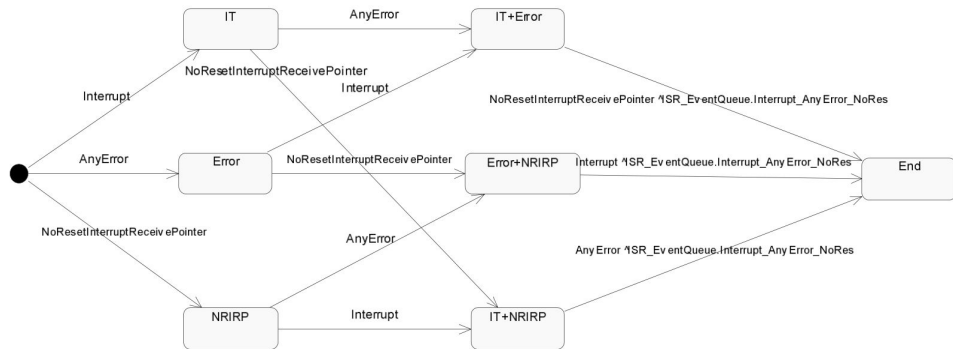 IT
AnyError
IT+Error
NoResetInterruptReceivePointer
Interrupt
Interrupt
NoResetInterruptReceivePointer ^ISR_EventQueue.Interrupt_AnyError_NoRes
AnyError
Error
NoResetInterruptReceivePointer
Error+NRIRP
Interrupt ^ISR_EventQueue.Interrupt_AnyError_NoRes
End
NoResetInterruptReceivePointer
AnyError
AnyError ^ISR_EventQueue.Interrupt_AnyError_NoRes
NRIRP
Interrupt
IT+NRIRP